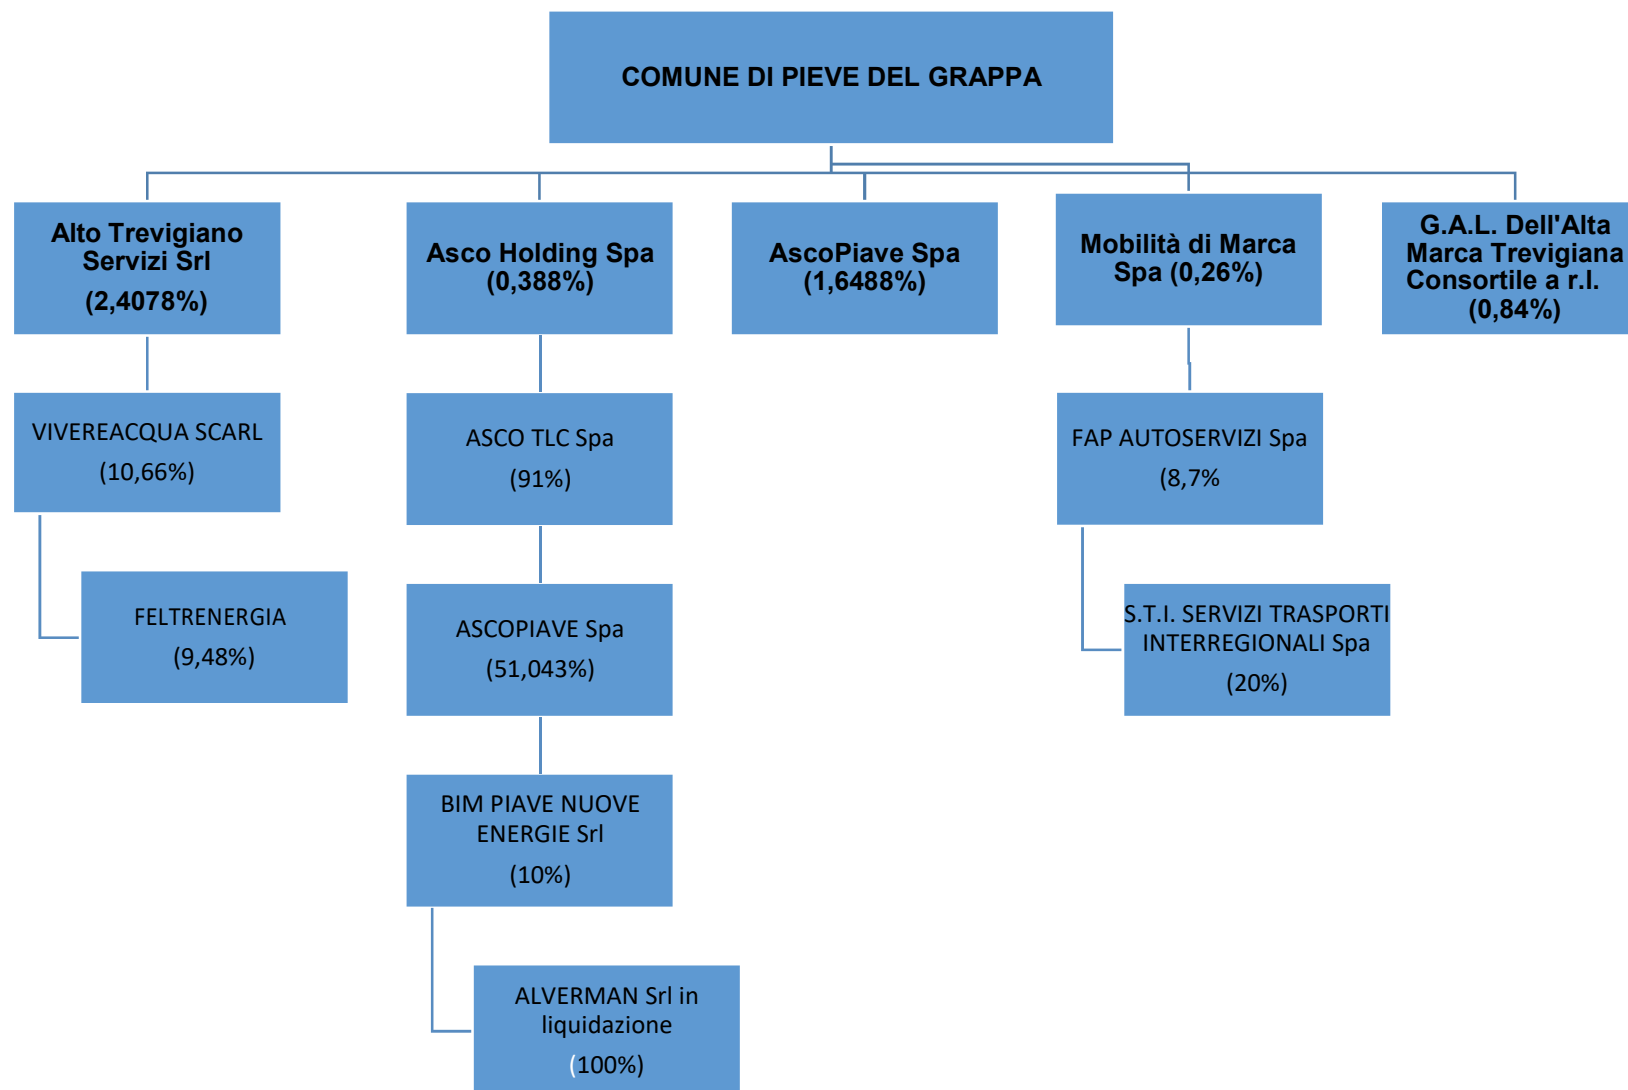 COMUNE DI PIEVE DEL GRAPPA
Alto Trevigiano
Servizi Srl
(2,4078%)
Asco Holding Spa
(0,388%)
AscoPiave Spa
(1,6488%)
Mobilità di Marca
Spa (0,26%)
G.A.L. Dell'Alta
Marca Trevigiana
Consortile a r.l.
(0,84%)
VIVEREACQUA SCARL
(10,66%)
FELTRENERGIA
(9,48%)
ASCO TLC Spa
(91%)
ASCOPIAVE Spa
(51,043%)
BIM PIAVE NUOVE
ENERGIE Srl
(10%)
ALVERMAN Srl in
liquidazione
(100%)
FAP AUTOSERVIZI Spa
(8,7%
S.T.I. SERVIZI TRASPORTI
INTERREGIONALI Spa
(20%)